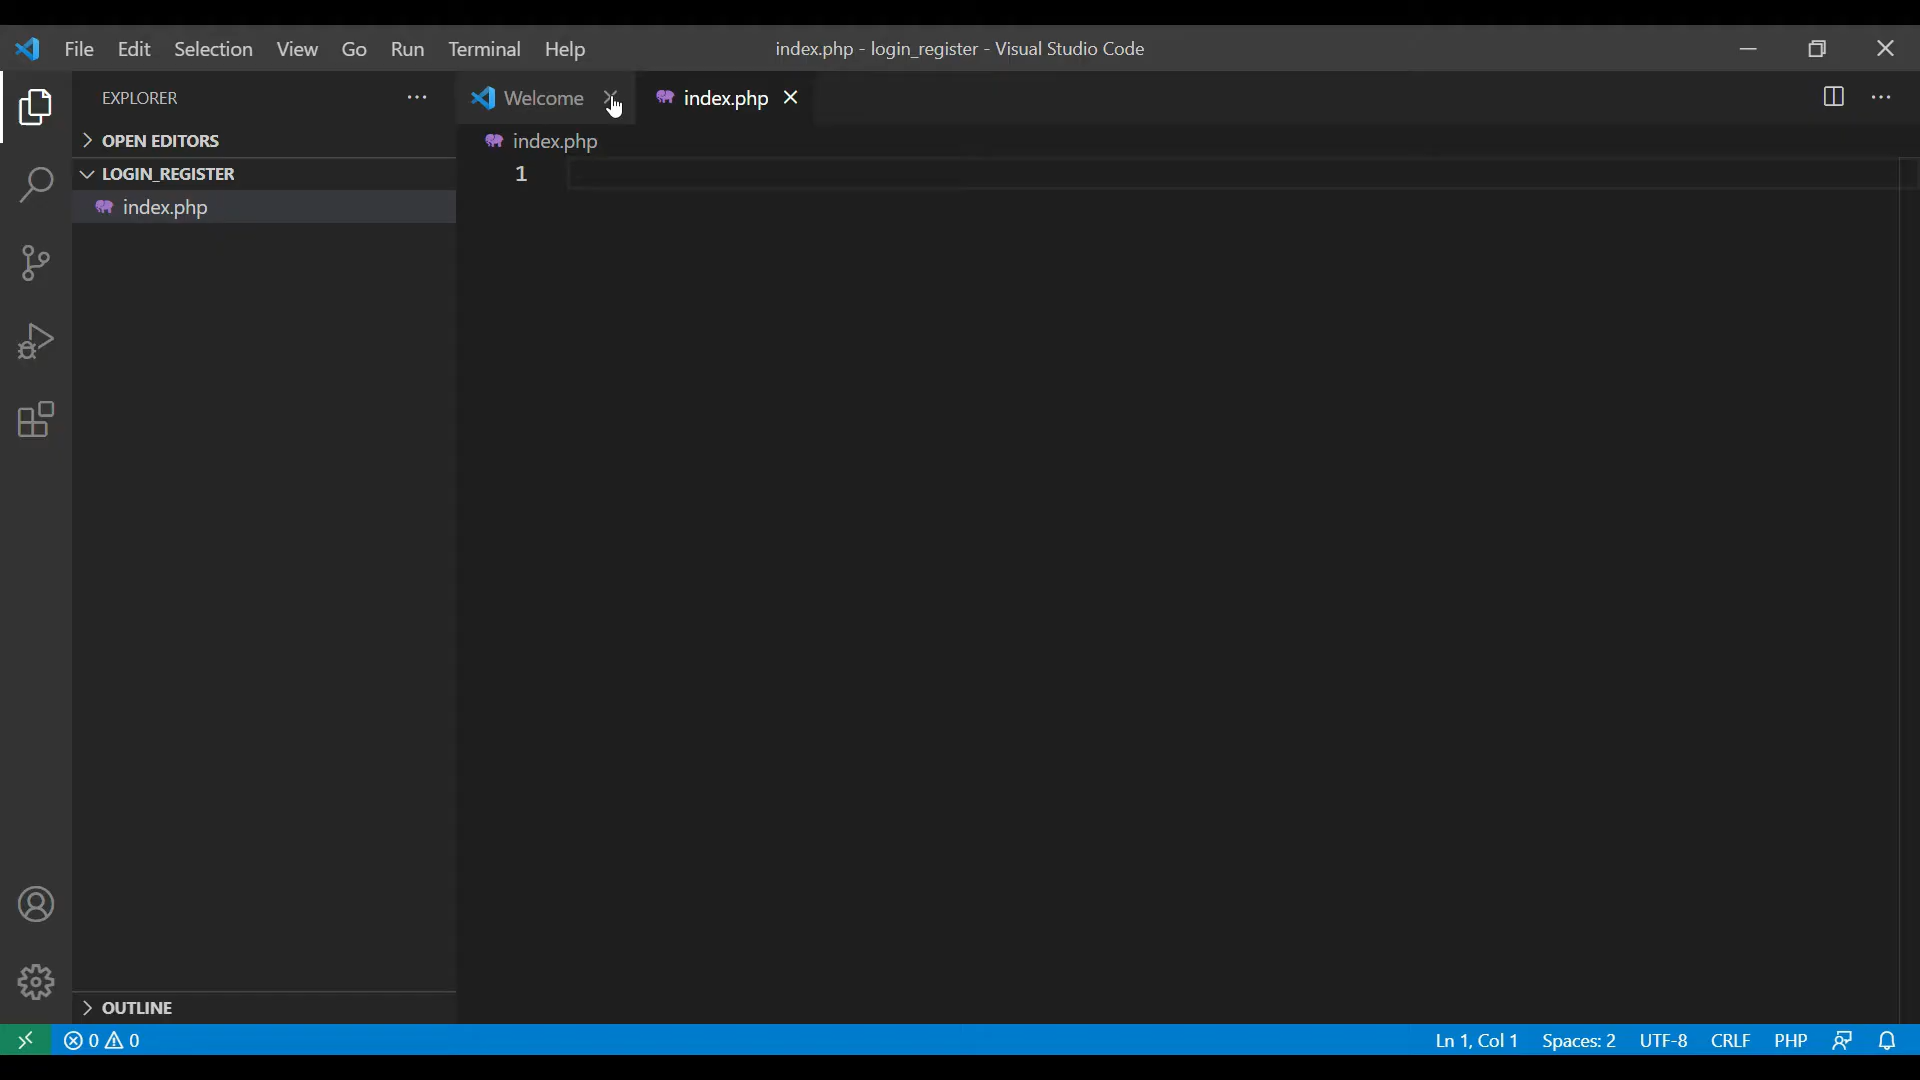 File Edit Selection View Go Run Terminal Help index.php - login_register - Visual Studio Code
EXPLORER
Welcome index.php
OPEN EDITORS
index.php
LOGIN_REGISTER
1
index.php
OUTLINE
0 0 Ln 1, Col 1 Spaces: 2 UTF-8 CRLF PHP